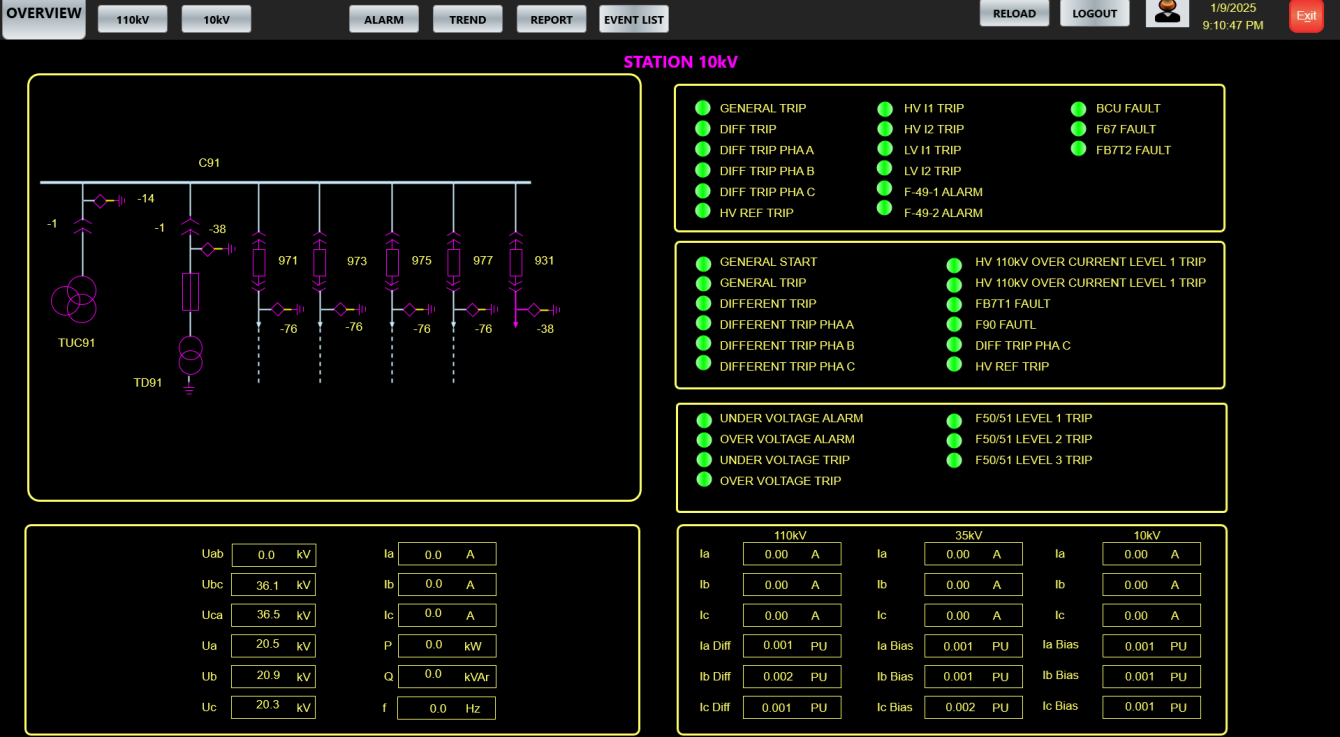 OVERVIEW
110kV
10kV
ALARM
TREND
REPORT
EVENT LIST
RELOAD
LOGOUT
1/9/2025
9:10:47 PM
Exit
STATION 10kV
C91
-14
-1
-1
-38
971
973
975
977
931
-76
-76
-76
-76
-38
TUC91
TD91
GENERAL TRIP
DIFF TRIP
DIFF TRIP PHA A
DIFF TRIP PHA B
DIFF TRIP PHA C
HV REF TRIP
HV I1 TRIP
HV I2 TRIP
LV I1 TRIP
LV I2 TRIP
F-49-1 ALARM
F-49-2 ALARM
BCU FAULT
F67 FAULT
FB7T2 FAULT
GENERAL START
GENERAL TRIP
DIFFERENT TRIP
DIFFERENT TRIP PHA A
DIFFERENT TRIP PHA B
DIFFERENT TRIP PHA C
HV 110kV OVER CURRENT LEVEL 1 TRIP
HV 110kV OVER CURRENT LEVEL 1 TRIP
FB7T1 FAULT
F90 FAUTL
DIFF TRIP PHA C
HV REF TRIP
UNDER VOLTAGE ALARM
OVER VOLTAGE ALARM
UNDER VOLTAGE TRIP
OVER VOLTAGE TRIP
F50/51 LEVEL 1 TRIP
F50/51 LEVEL 2 TRIP
F50/51 LEVEL 3 TRIP
Uab 0.0 kV Ia 0.0 A
Ubc 36.1 kV Ib 0.0 A
Uca 36.5 kV Ic 0.0 A
Ua 20.5 kV P 0.0 kW
Ub 20.9 kV Q 0.0 kVAr
Uc 20.3 kV f 0.0 Hz
110kV 35kV 10kV
Ia 0.00 A Ia 0.00 A Ia 0.00 A
Ib 0.00 A Ib 0.00 A Ib 0.00 A
Ic 0.00 A Ic 0.00 A Ic 0.00 A
Ia Diff 0.001 PU Ia Bias 0.001 PU Ia Bias 0.001 PU
Ib Diff 0.002 PU Ib Bias 0.001 PU Ib Bias 0.001 PU
Ic Diff 0.001 PU Ic Bias 0.002 PU Ic Bias 0.001 PU